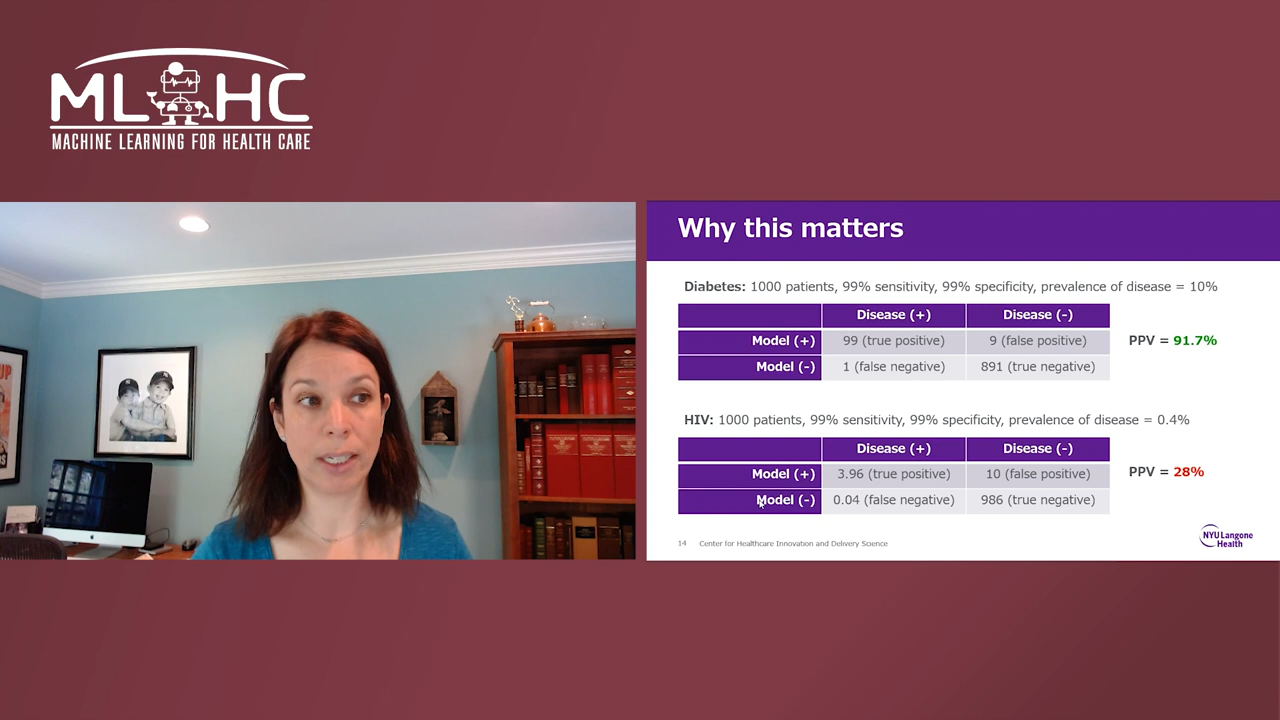 ML HC
MACHINE LEARNING FOR HEALTH CARE
UP
Why this matters
Diabetes: 1000 patients, 99% sensitivity, 99% specificity, prevalence of disease = 10%
Disease (+) Disease (-)
Model (+) 99 (true positive) 9 (false positive) PPV = 91.7%
Model (-) 1 (false negative) 891 (true negative)
HIV: 1000 patients, 99% sensitivity, 99% specificity, prevalence of disease = 0.4%
Disease (+) Disease (-)
Model (+) 3.96 (true positive) 10 (false positive) PPV = 28%
Model (-) 0.04 (false negative) 986 (true negative)
14 Center for Healthcare Innovation and Delivery Science
NYU Langone
Health